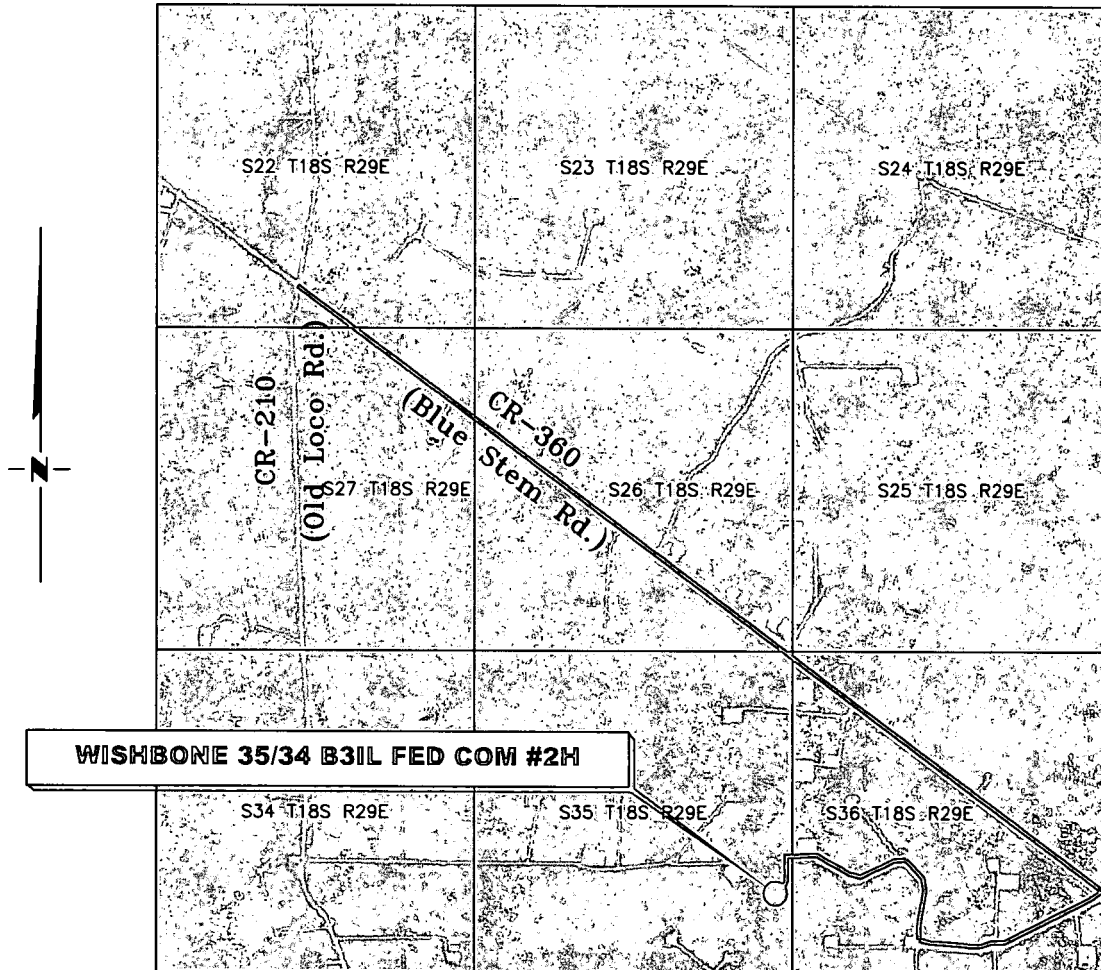 S22 T18S R29E
S23 T18S R29E
S24 T18S R29E
CR-210
(Old Loco Rd.)
CR-360
(Blue Stem Rd.)
S27 T18S R29E
S26 T18S R29E
S25 T18S R29E
N
WISHBONE 35/34 B3IL FED COM #2H
S34 T18S R29E
S35 T18S R29E
S36 T18S R29E